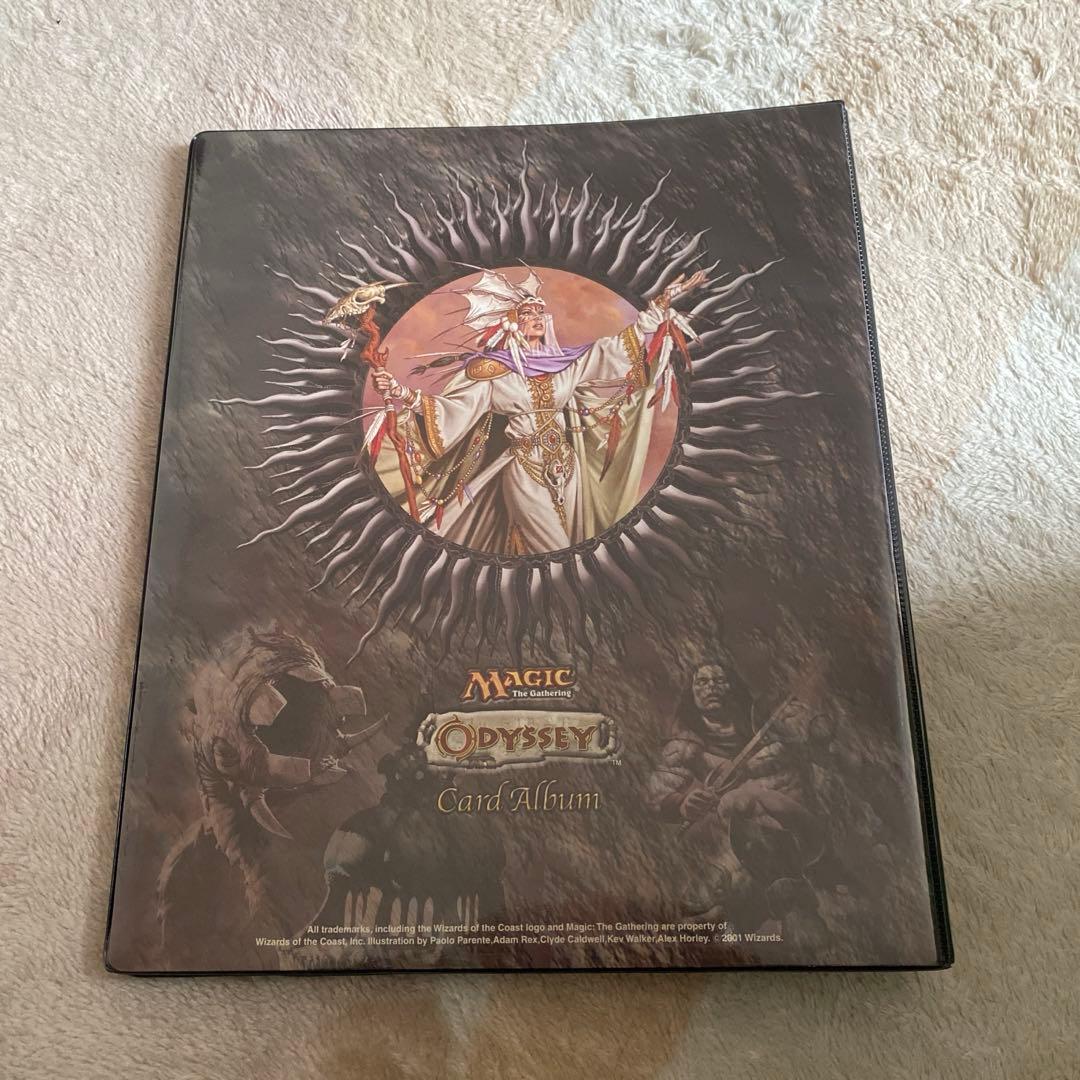 MAGIC
The Gathering®
ODYSSEY™
Card Album
All trademarks, including the Wizards of the Coast logo and Magic: The Gathering are property of
Wizards of the Coast, Inc. Illustration by Paolo Parente,Adam Rex,Clyde Caldwell,Kev Walker,Alex Horley. ©2001 Wizards.